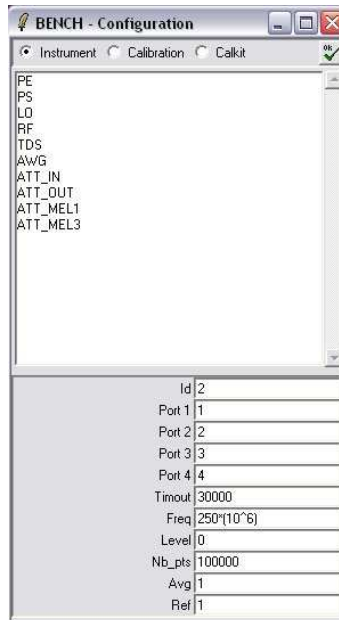 BENCH - Configuration
Instrument Calibration Calkit
Ok
PE
PS
LO
RF
TDS
AWG
ATT_IN
ATT_OUT
ATT_MEL1
ATT_MEL3
Id 2
Port 1 1
Port 2 2
Port 3 3
Port 4 4
Timout 30000
Freq 250*(10^6)
Level 0
Nb_pts 100000
Avg 1
Ref 1